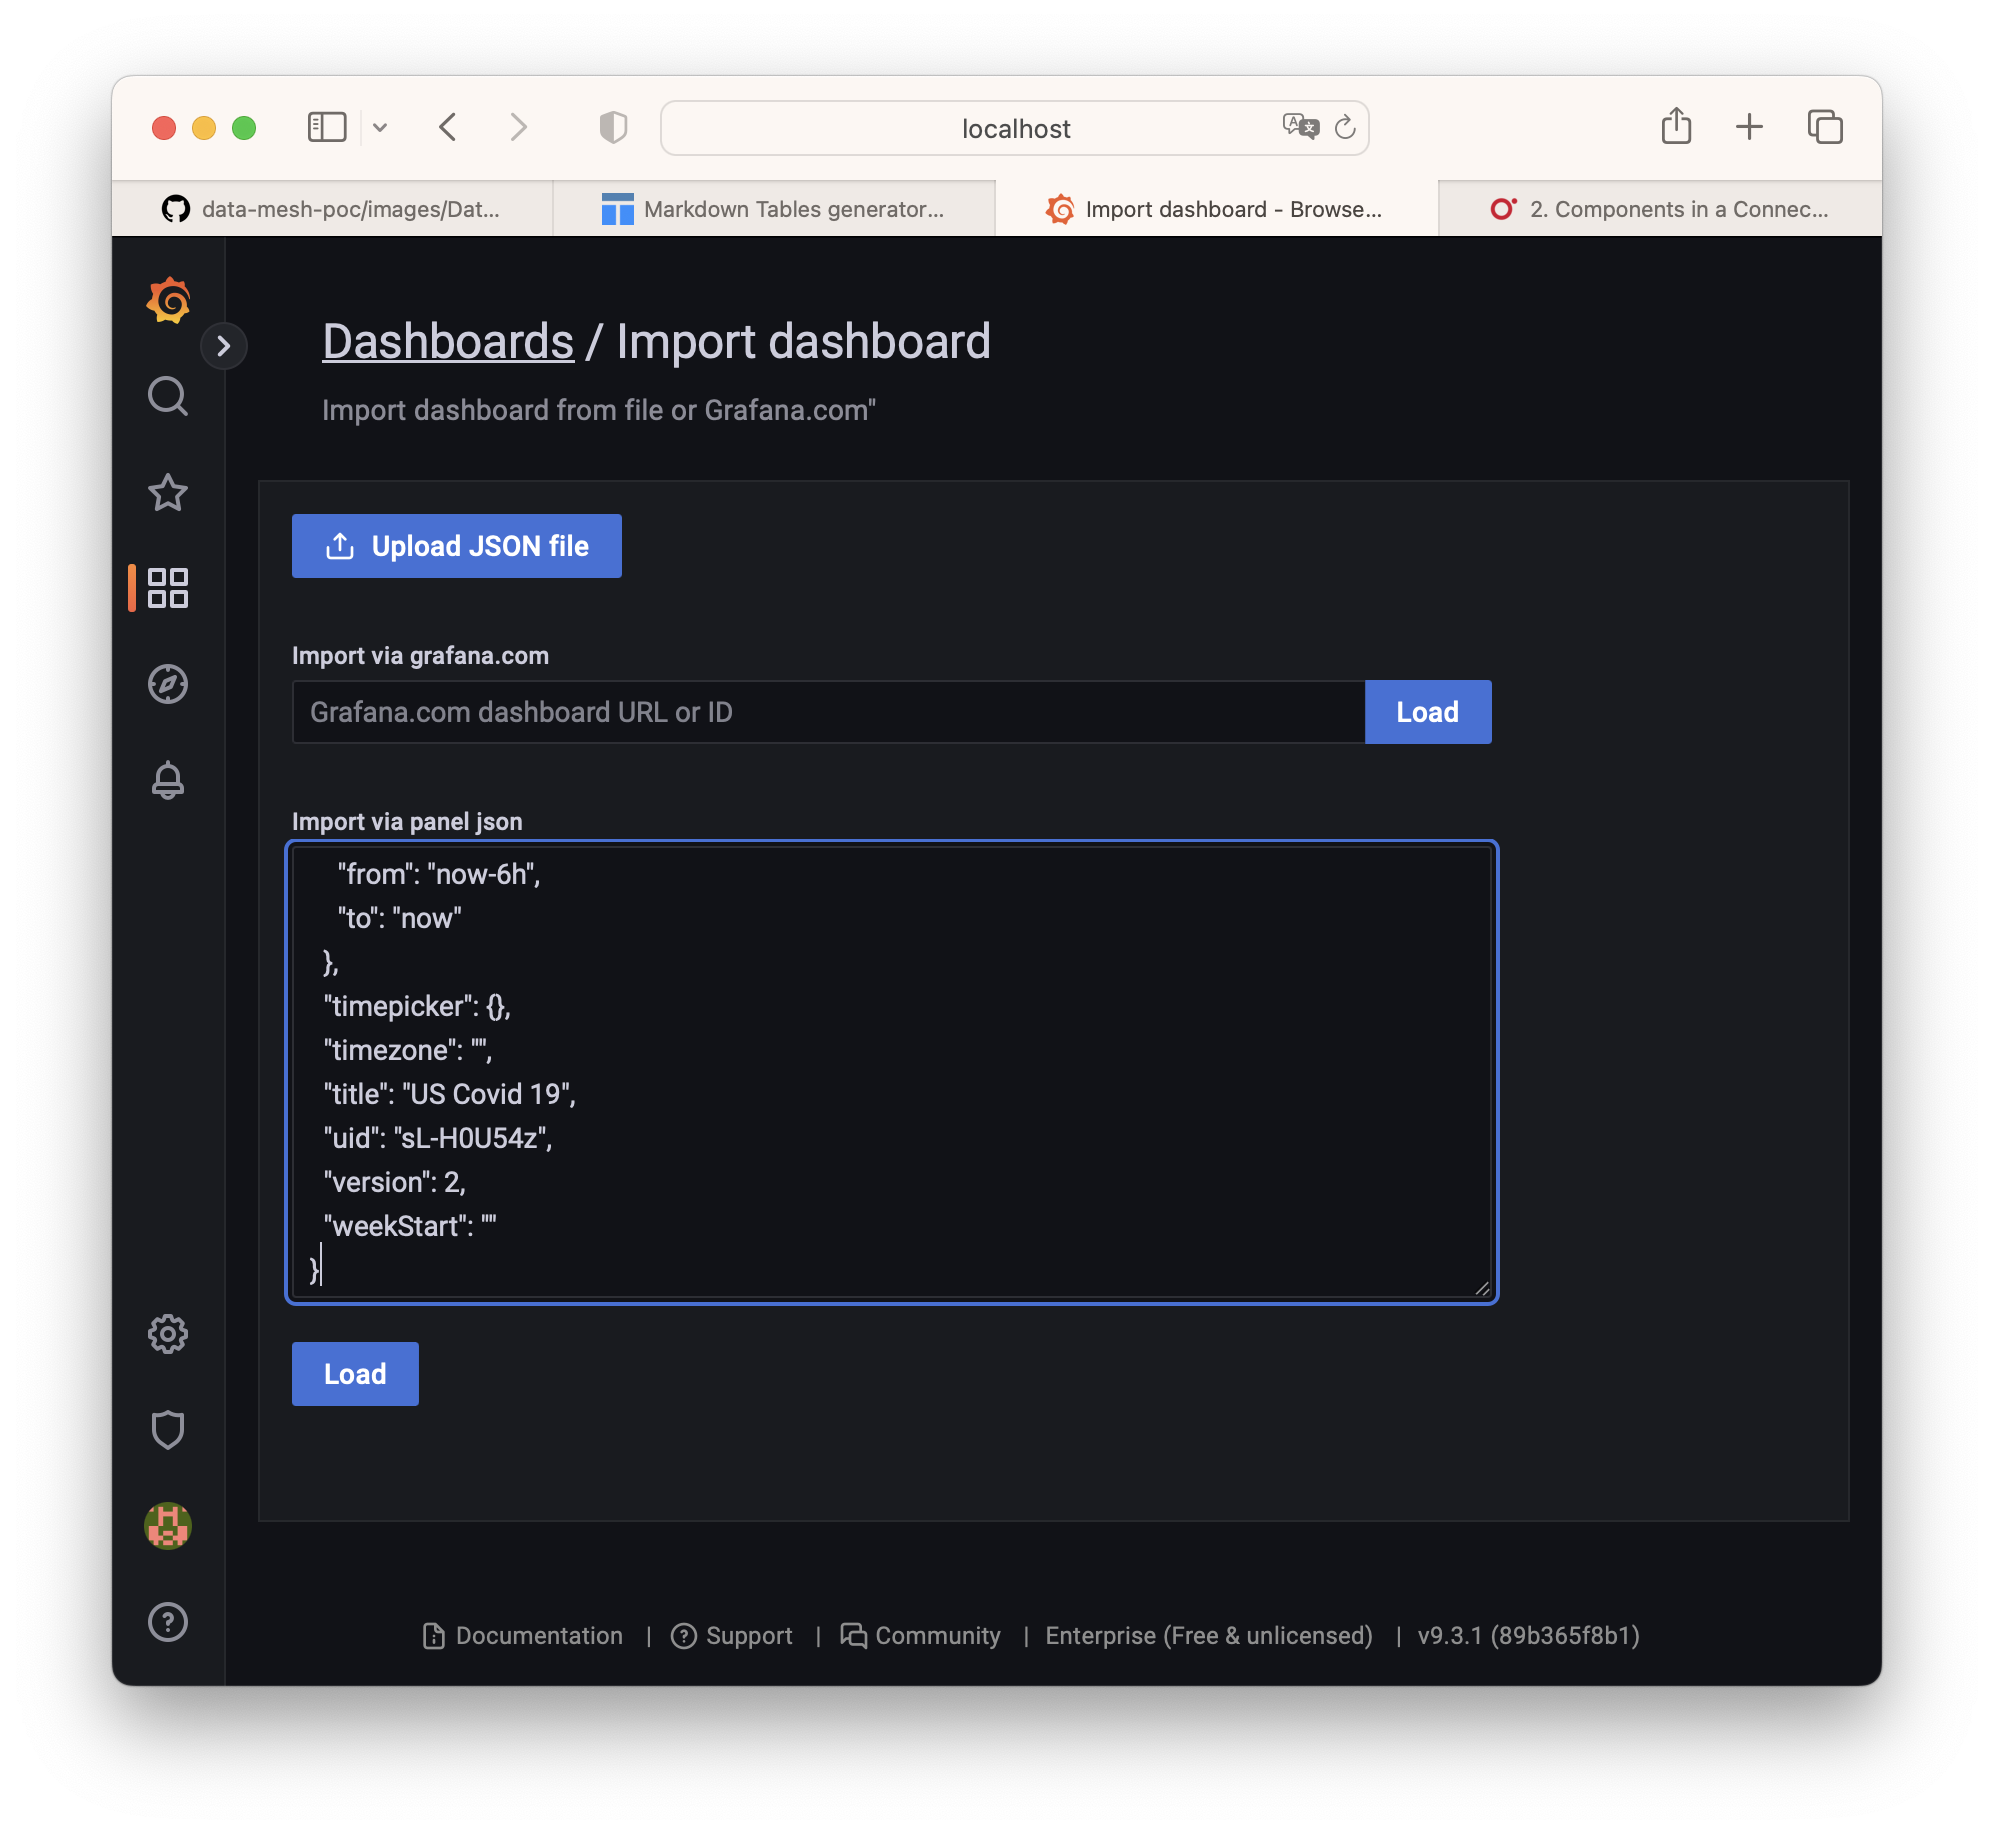 localhost
data-mesh-poc/images/Dat...
Markdown Tables generator...
Import dashboard - Browse...
2. Components in a Connec...
Dashboards / Import dashboard
Import dashboard from file or Grafana.com"
Upload JSON file
Import via grafana.com
Grafana.com dashboard URL or ID
Load
Import via panel json
"from": "now-6h",
"to": "now"
},
"timepicker": {},
"timezone": "",
"title": "US Covid 19",
"uid": "sL-H0U54z",
"version": 2,
"weekStart": ""
}
Load
Documentation | Support | Community | Enterprise (Free & unlicensed) | v9.3.1 (89b365f8b1)